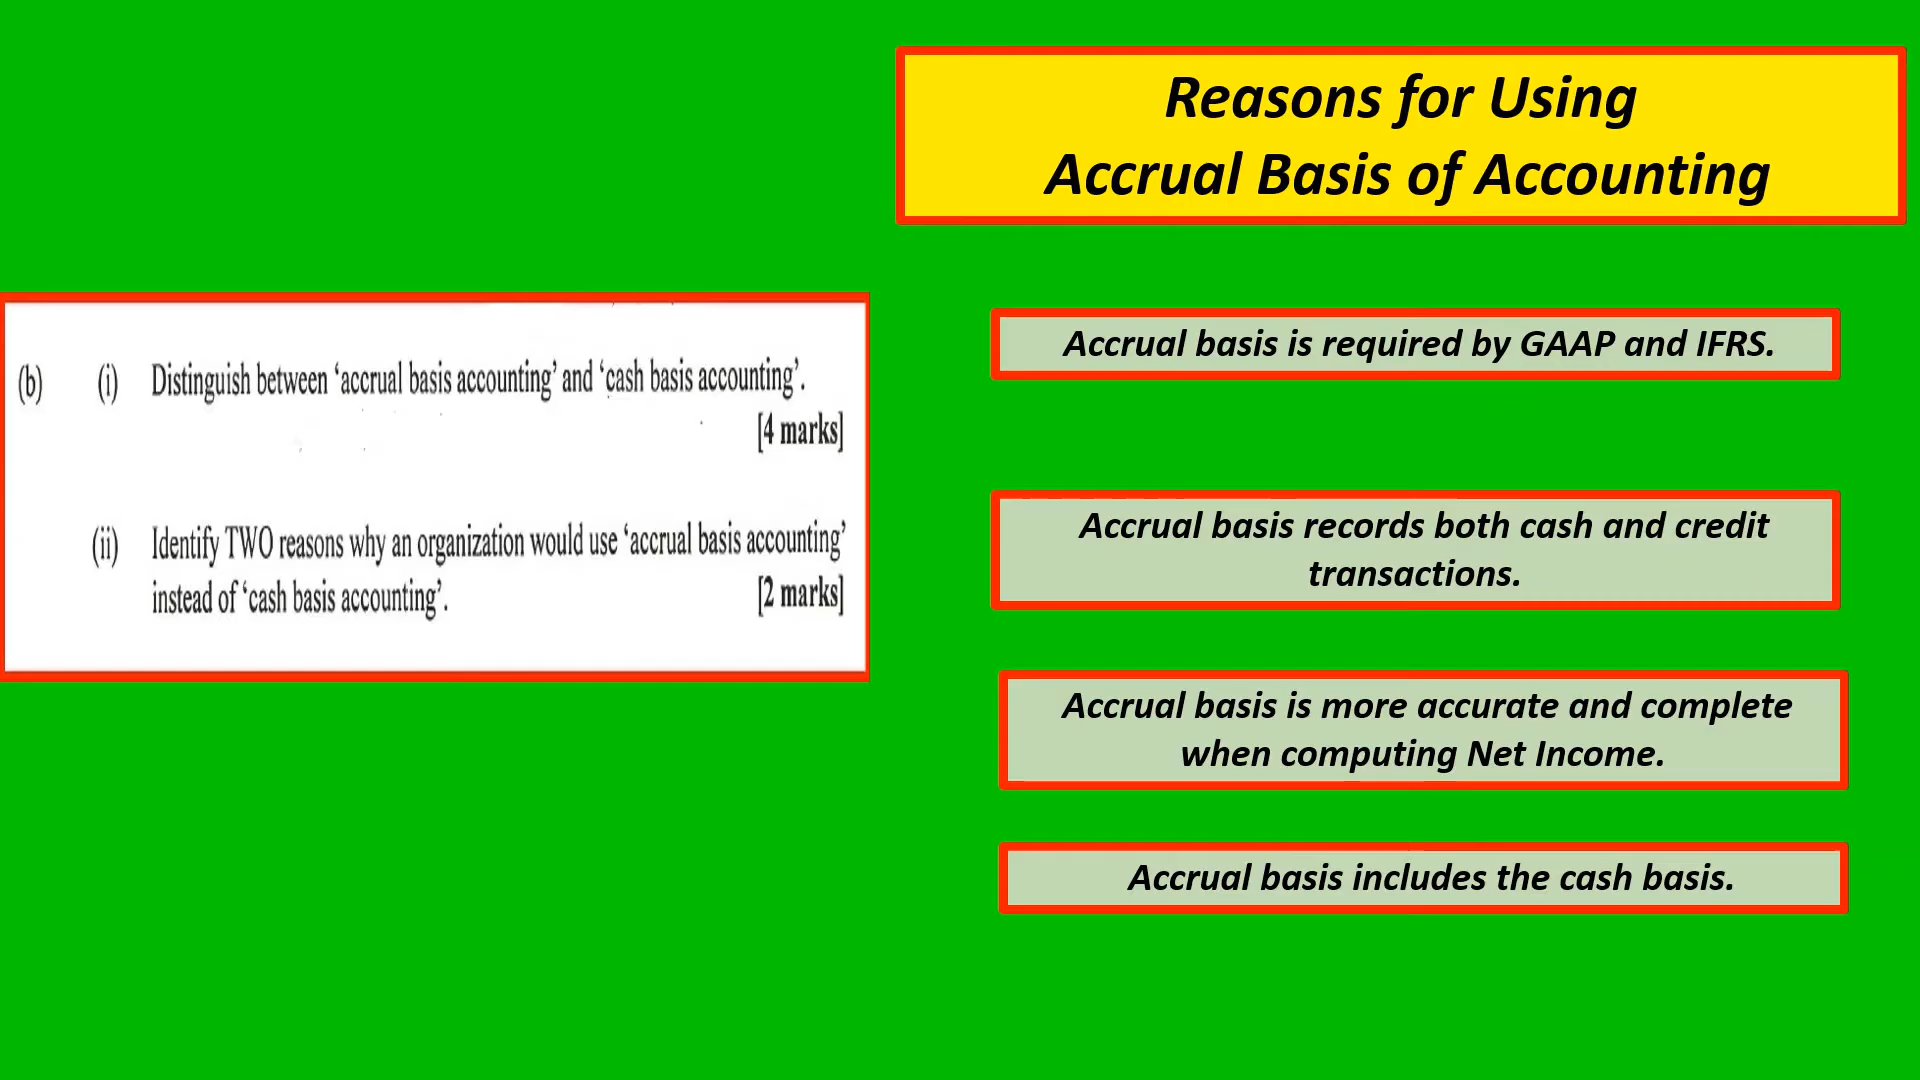 Reasons for Using
Accrual Basis of Accounting
(b) (i) Distinguish between ‘accrual basis accounting’ and ‘cash basis accounting’.
[4 marks]
(ii) Identify TWO reasons why an organization would use ‘accrual basis accounting’
instead of ‘cash basis accounting’. [2 marks]
Accrual basis is required by GAAP and IFRS.
Accrual basis records both cash and credit
transactions.
Accrual basis is more accurate and complete
when computing Net Income.
Accrual basis includes the cash basis.